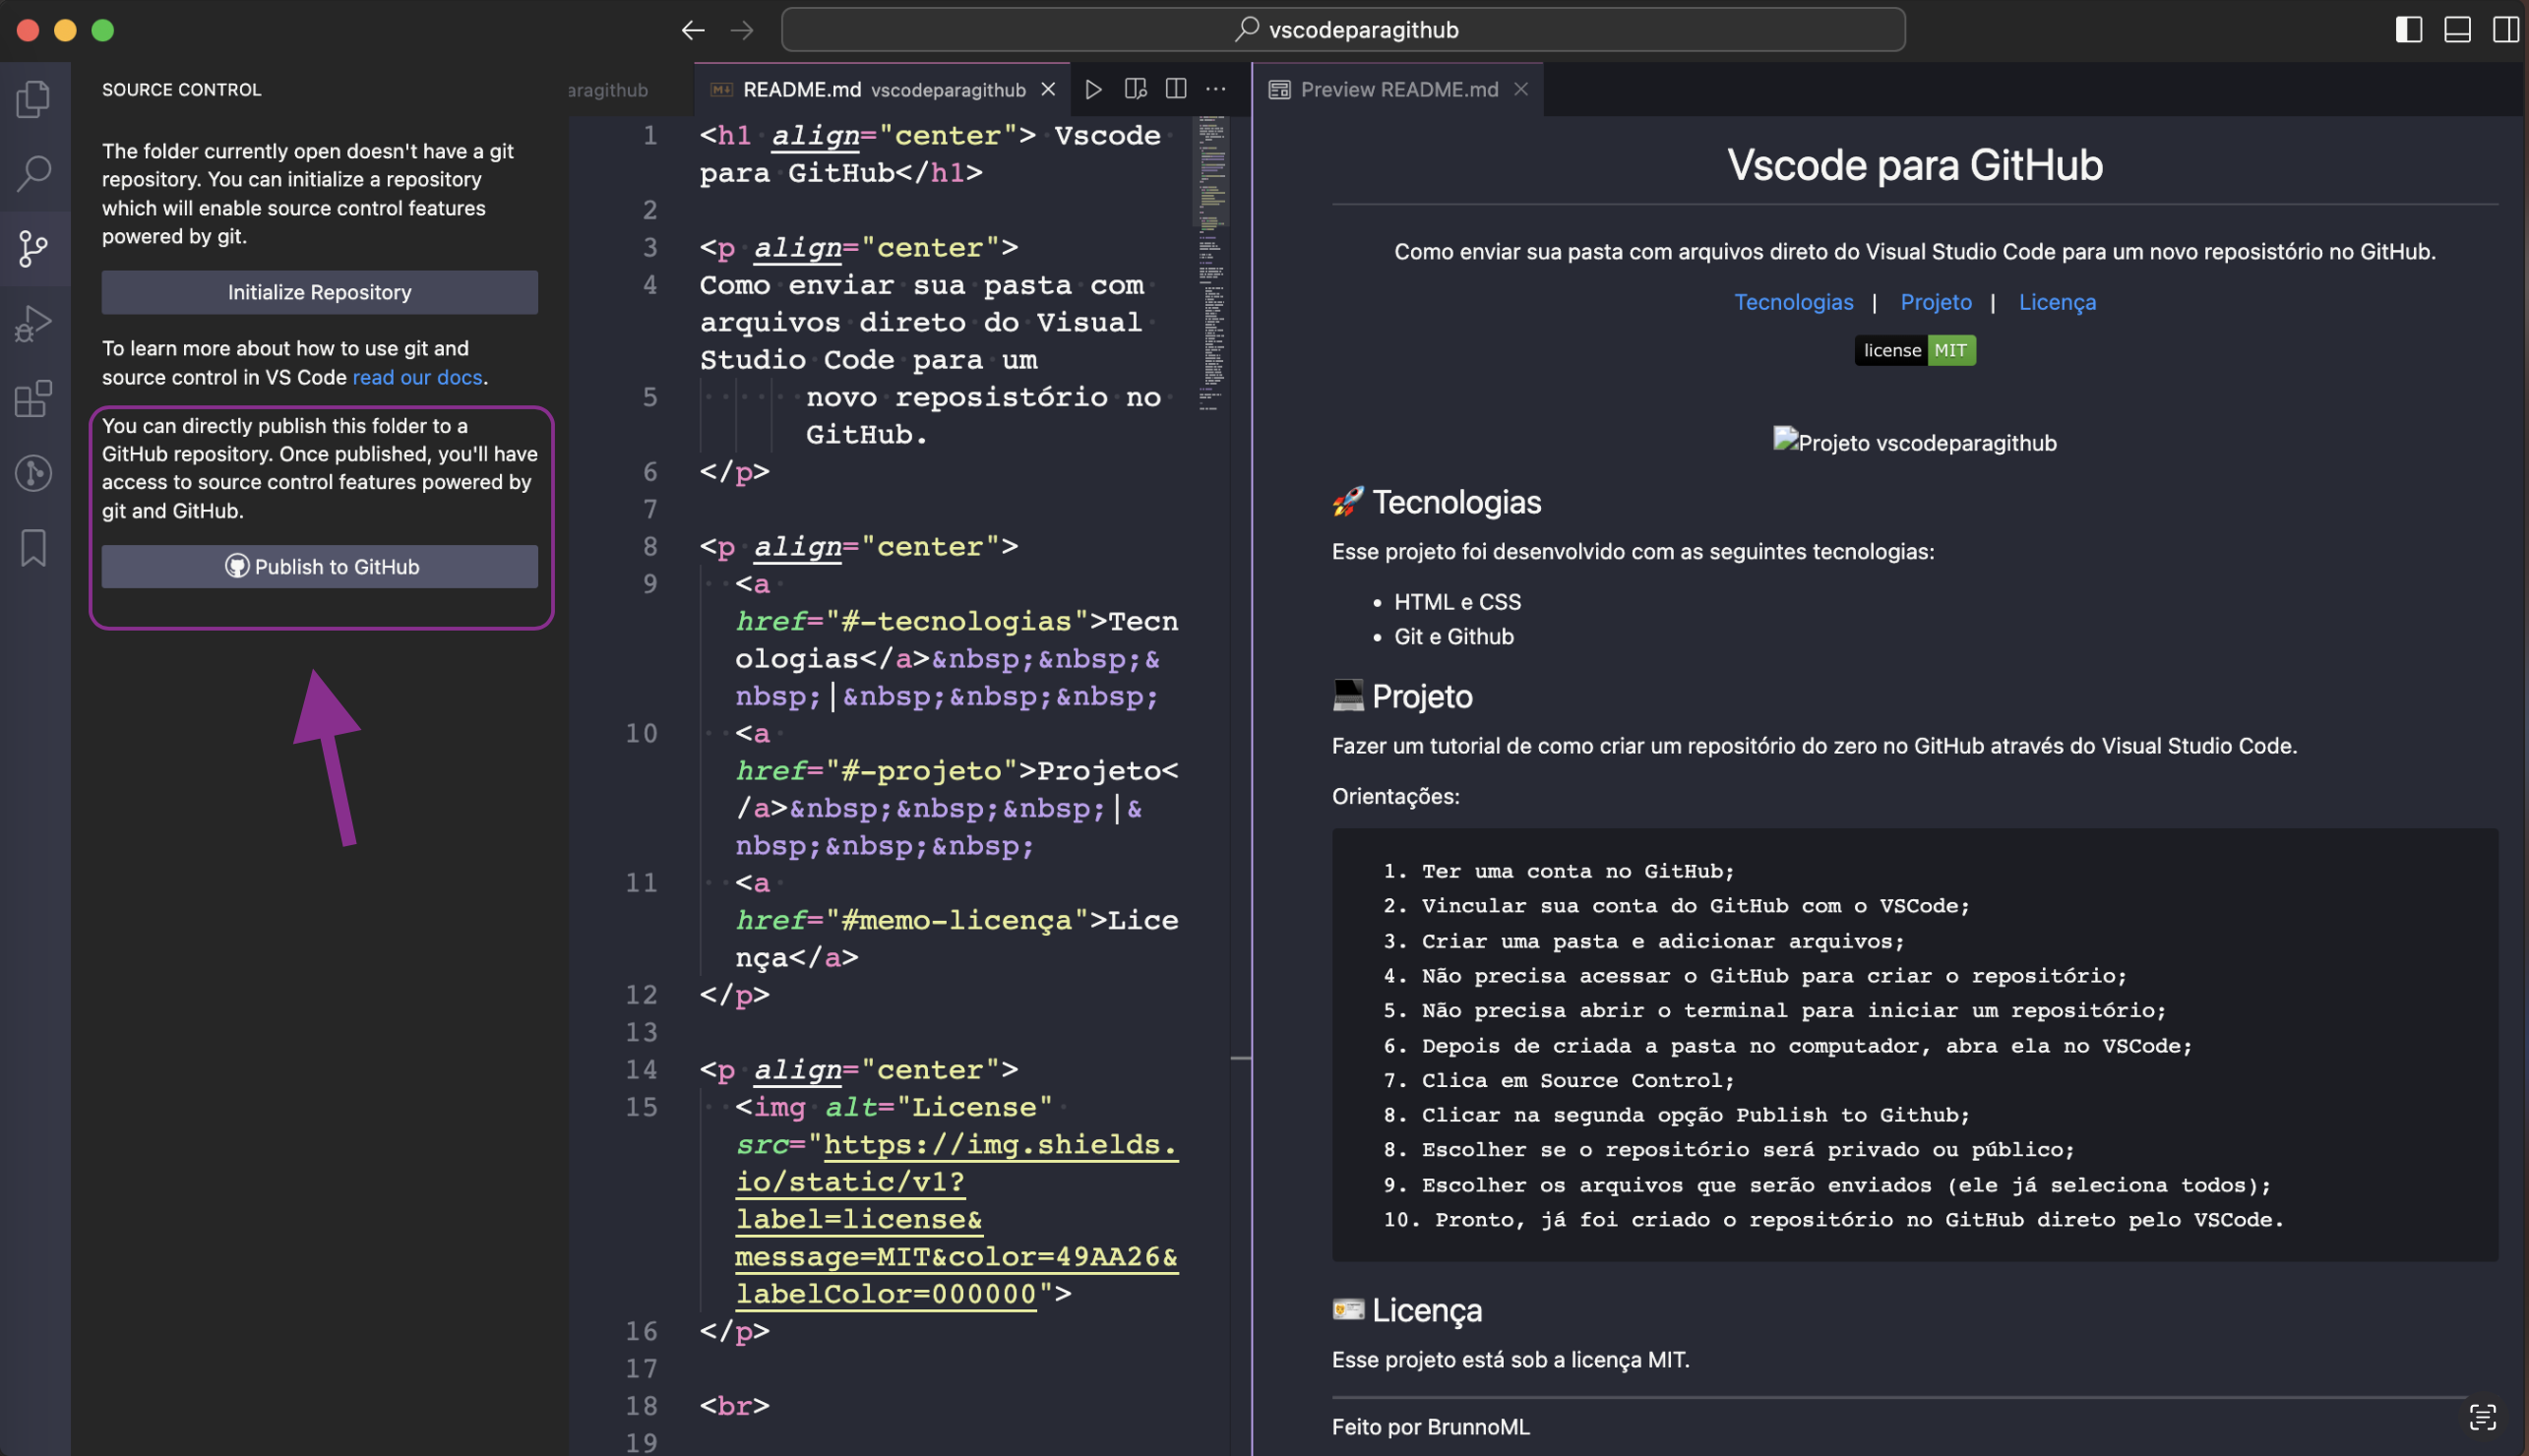 vscodeparagithub
SOURCE CONTROL
The folder currently open doesn't have a git
repository. You can initialize a repository
which will enable source control features
powered by git.
Initialize Repository
To learn more about how to use git and
source control in VS Code read our docs.
You can directly publish this folder to a
GitHub repository. Once published, you'll have
access to source control features powered by
git and GitHub.
Publish to GitHub
aragithub
README.md vscodeparagithub
1 <h1 align="center"> Vscode
para GitHub</h1>
2
3 <p align="center">
4 Como enviar sua pasta com
arquivos direto do Visual
Studio Code para um
5 novo reposistório no
GitHub.
6 </p>
7
8 <p align="center">
9 <a
href="#-tecnologias">Tecn
ologias</a>&nbsp;&nbsp;&
nbsp;|&nbsp;&nbsp;&nbsp;
10 <a
href="#-projeto">Projeto<
/a>&nbsp;&nbsp;&nbsp;|&
nbsp;&nbsp;&nbsp;
11 <a
href="#memo-licença">Lice
nça</a>
12 </p>
13
14 <p align="center">
15 <img alt="License"
src="https://img.shields.
io/static/v1?
label=license&
message=MIT&color=49AA26&
labelColor=000000">
16 </p>
17
18 <br>
19
Preview README.md
Vscode para GitHub
Como enviar sua pasta com arquivos direto do Visual Studio Code para um novo reposistório no GitHub.
Tecnologias | Projeto | Licença
license MIT
Projeto vscodeparagithub
🚀 Tecnologias
Esse projeto foi desenvolvido com as seguintes tecnologias:
• HTML e CSS
• Git e Github
💻 Projeto
Fazer um tutorial de como criar um repositório do zero no GitHub através do Visual Studio Code.
Orientações:
1. Ter uma conta no GitHub;
2. Vincular sua conta do GitHub com o VSCode;
3. Criar uma pasta e adicionar arquivos;
4. Não precisa acessar o GitHub para criar o repositório;
5. Não precisa abrir o terminal para iniciar um repositório;
6. Depois de criada a pasta no computador, abra ela no VSCode;
7. Clica em Source Control;
8. Clicar na segunda opção Publish to Github;
8. Escolher se o repositório será privado ou público;
9. Escolher os arquivos que serão enviados (ele já seleciona todos);
10. Pronto, já foi criado o repositório no GitHub direto pelo VSCode.
🪪 Licença
Esse projeto está sob a licença MIT.
Feito por BrunnoML